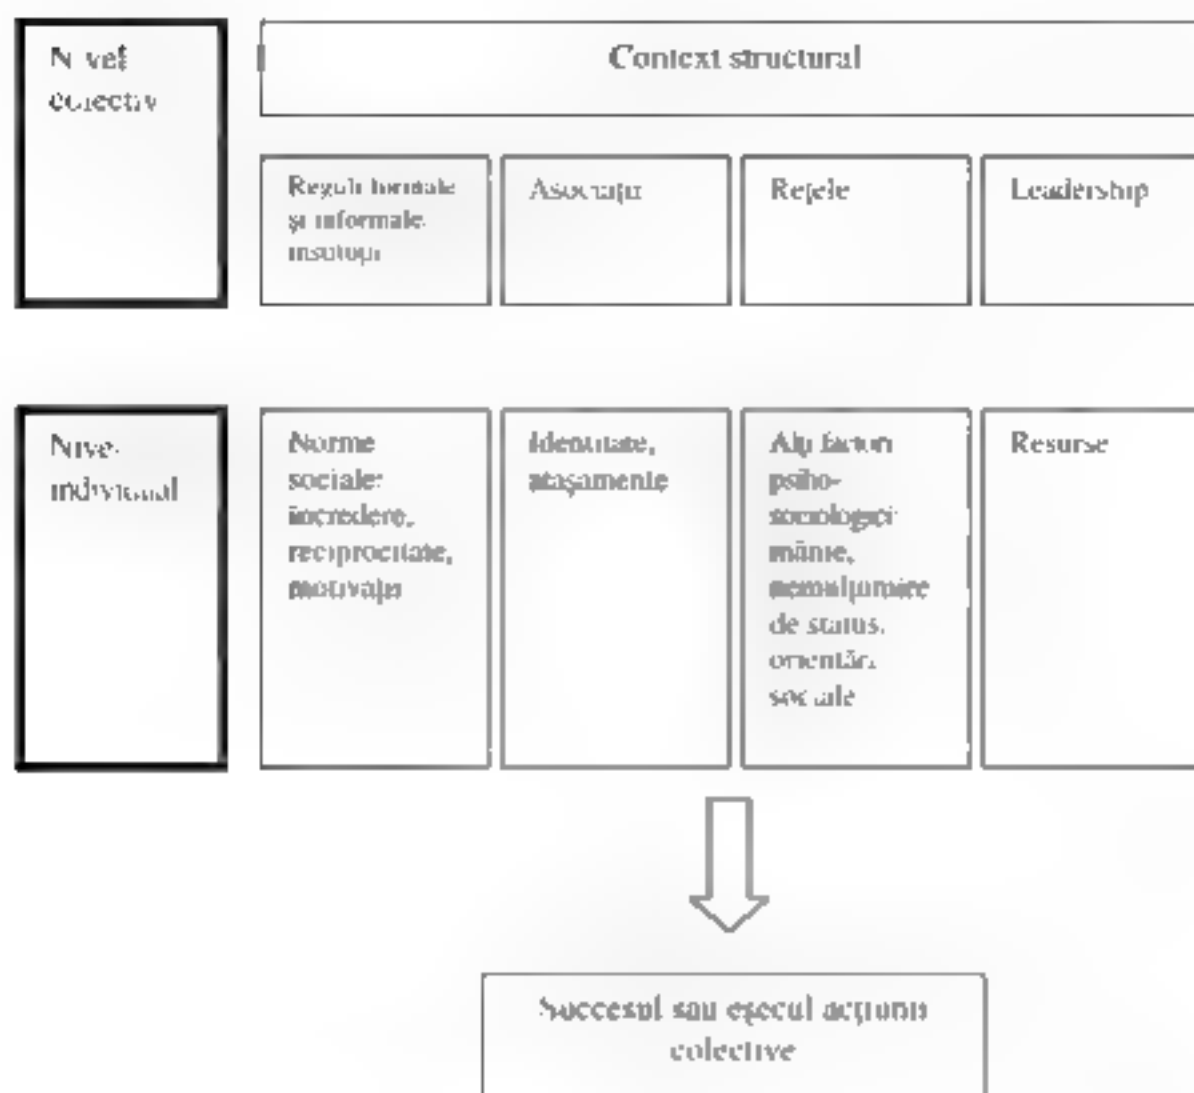 Nivel
colectiv
Context structural
Reguli formale
și informale.
instituții
Asociații
Rețele
Leadership
Nivel
individual
Norme
sociale:
încredere,
reciprocitate,
motivații
Identitate,
atașamente
Alți factori
psiho-
sociologici:
mânie,
nemulțumire
de status,
orientări
sociale
Resurse
Succesul sau eșecul acțiunii
colective